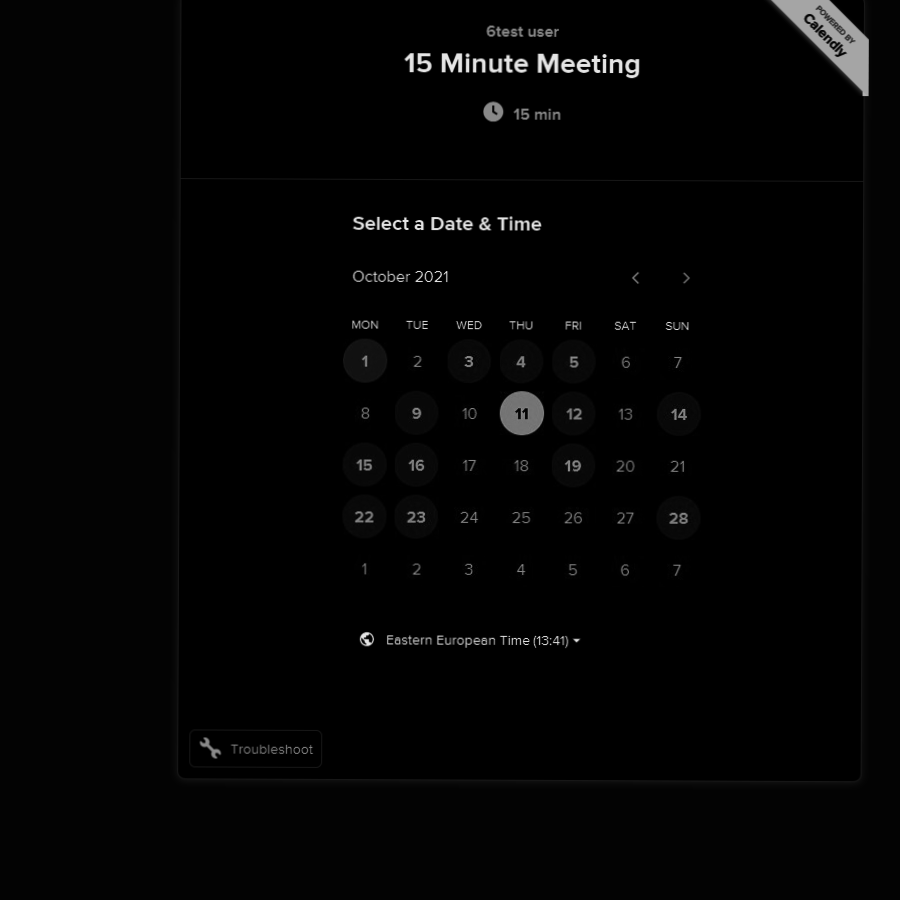 POWERED BY
Calendly
6test user
15 Minute Meeting
15 min
Select a Date & Time
October 2021
MON TUE WED THU FRI SAT SUN
1 2 3 4 5 6 7
8 9 10 11 12 13 14
15 16 17 18 19 20 21
22 23 24 25 26 27 28
1 2 3 4 5 6 7
Eastern European Time (13:41)
Troubleshoot